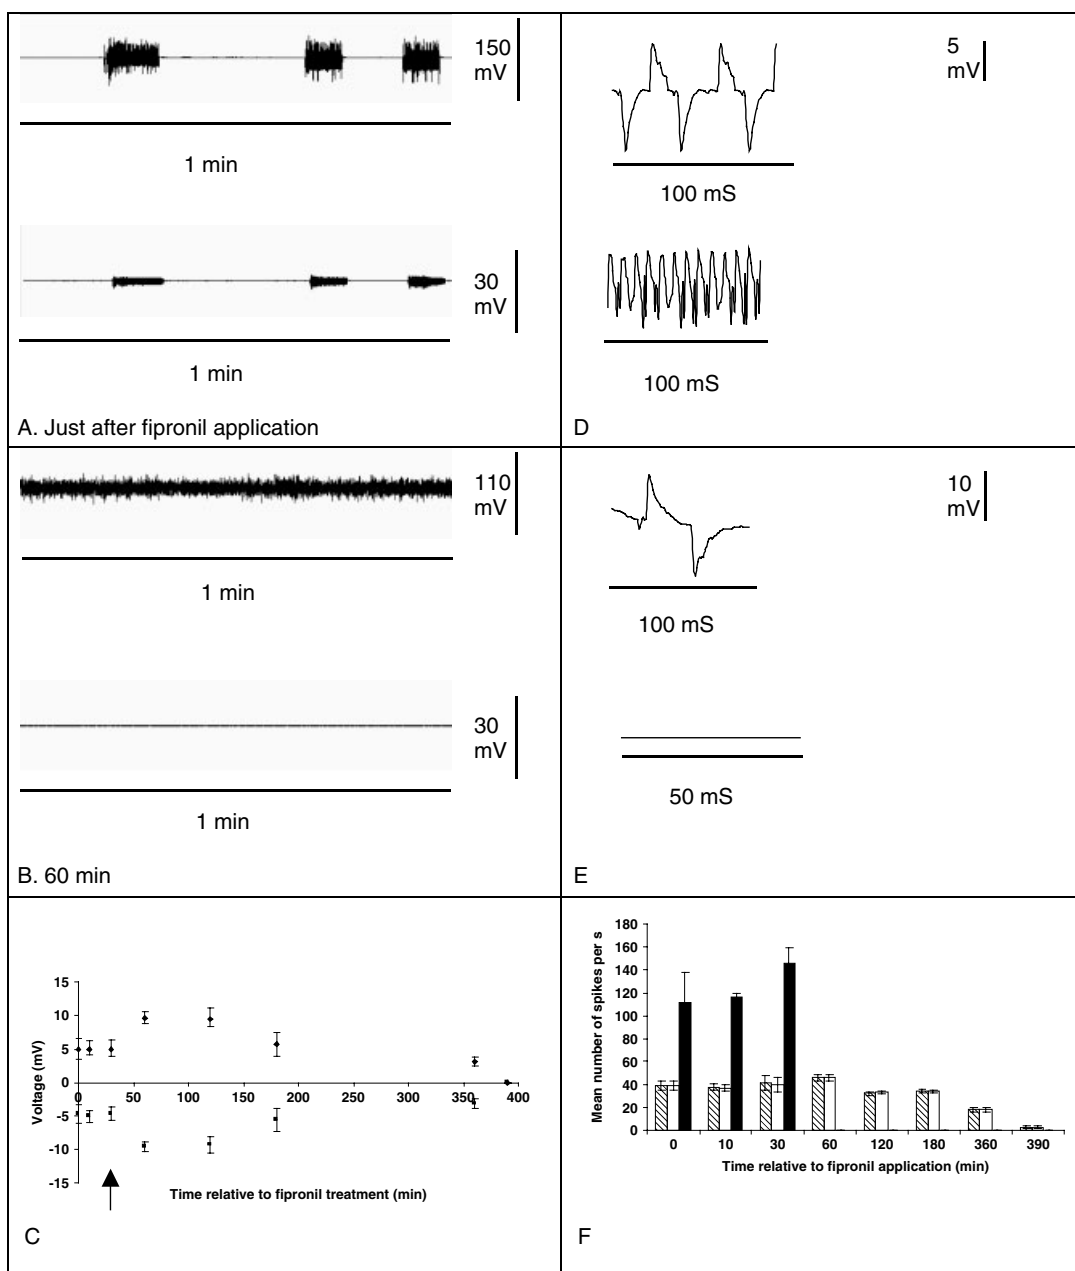 150
mV
1 min
30
mV
1 min
A. Just after fipronil application
5
mV
100 mS
100 mS
D
110
mV
1 min
30
mV
1 min
B. 60 min
10
mV
100 mS
50 mS
E
15
10
5
0
-5
-10
-15
Voltage (mV)
0 50 100 150 200 250 300 350 400
Time relative to fipronil treatment (min)
C
180
160
140
120
100
80
60
40
20
0
Mean number of spikes per s
0 10 30 60 120 180 360 390
Time relative to fipronil application (min)
F